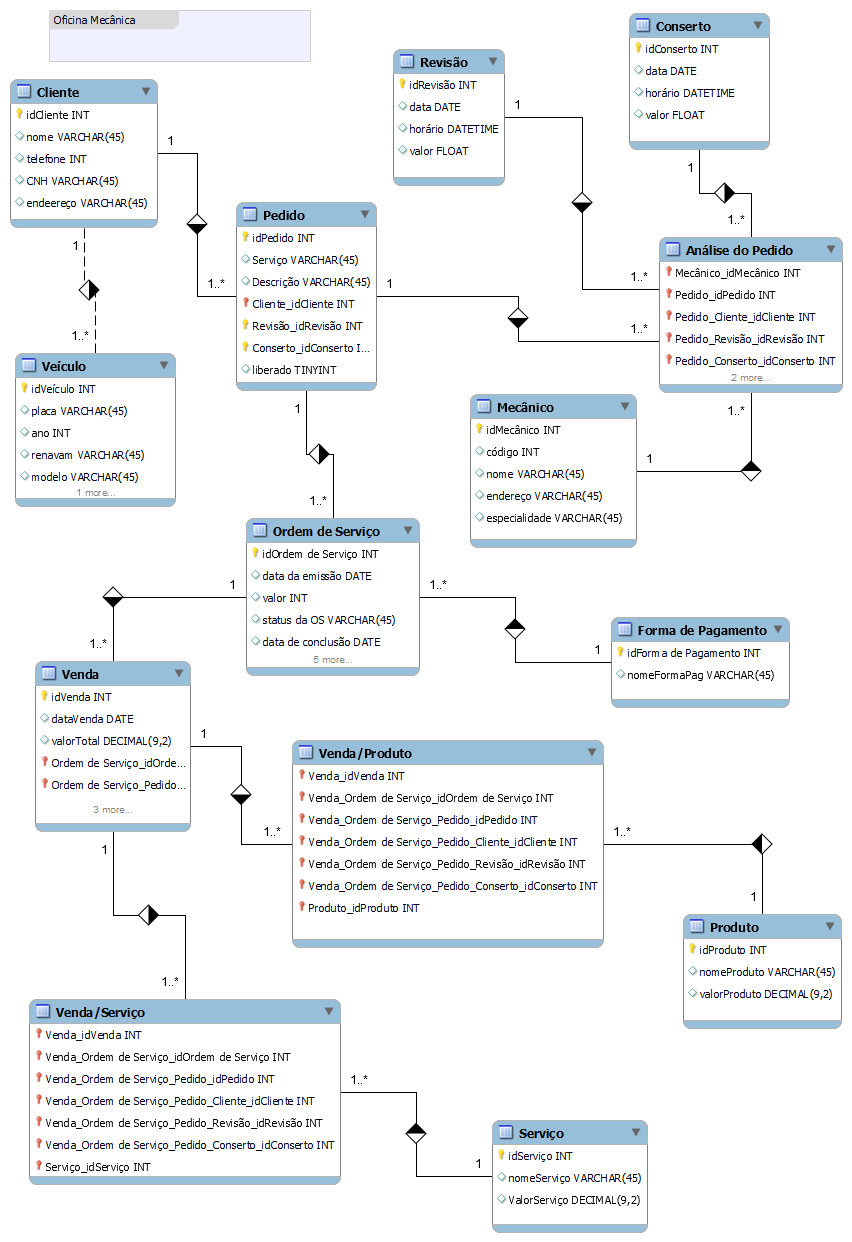 Oficina Mecânica
Cliente
idCliente INT
nome VARCHAR(45)
telefone INT
CNH VARCHAR(45)
endeereço VARCHAR(45)
Revisão
idRevisão INT
data DATE
horário DATETIME
valor FLOAT
Conserto
idConserto INT
data DATE
horário DATETIME
valor FLOAT
1
1
1
1..*
Pedido
idPedido INT
Serviço VARCHAR(45)
Descrição VARCHAR(45)
Cliente_idCliente INT
Revisão_idRevisão INT
Conserto_idConserto I...
liberado TINYINT
1
1..*
1
1..*
1..*
1..*
Análise do Pedido
Mecânico_idMecânico INT
Pedido_idPedido INT
Pedido_Cliente_idCliente INT
Pedido_Revisão_idRevisão INT
Pedido_Conserto_idConserto INT
2 more...
1..*
Veículo
idVeículo INT
placa VARCHAR(45)
ano INT
renavam VARCHAR(45)
modelo VARCHAR(45)
1 more...
Mecânico
idMecânico INT
código INT
nome VARCHAR(45)
endereço VARCHAR(45)
especialidade VARCHAR(45)
1
1
1..*
Ordem de Serviço
idOrdem de Serviço INT
data da emissão DATE
valor INT
status da OS VARCHAR(45)
data de conclusão DATE
5 more...
1
1..*
1..*
1
Forma de Pagamento
idForma de Pagamento INT
nomeFormaPag VARCHAR(45)
Venda
idVenda INT
dataVenda DATE
valorTotal DECIMAL(9,2)
Ordem de Serviço_idOrde...
Ordem de Serviço_Pedido...
3 more...
1
1..*
Venda/Produto
Venda_idVenda INT
Venda_Ordem de Serviço_idOrdem de Serviço INT
Venda_Ordem de Serviço_Pedido_idPedido INT
Venda_Ordem de Serviço_Pedido_Cliente_idCliente INT
Venda_Ordem de Serviço_Pedido_Revisão_idRevisão INT
Venda_Ordem de Serviço_Pedido_Conserto_idConserto INT
Produto_idProduto INT
1..*
1
Produto
idProduto INT
nomeProduto VARCHAR(45)
valorProduto DECIMAL(9,2)
1
1..*
Venda/Serviço
Venda_idVenda INT
Venda_Ordem de Serviço_idOrdem de Serviço INT
Venda_Ordem de Serviço_Pedido_idPedido INT
Venda_Ordem de Serviço_Pedido_Cliente_idCliente INT
Venda_Ordem de Serviço_Pedido_Revisão_idRevisão INT
Venda_Ordem de Serviço_Pedido_Conserto_idConserto INT
Serviço_idServiço INT
1..*
1
Serviço
idServiço INT
nomeServiço VARCHAR(45)
ValorServiço DECIMAL(9,2)